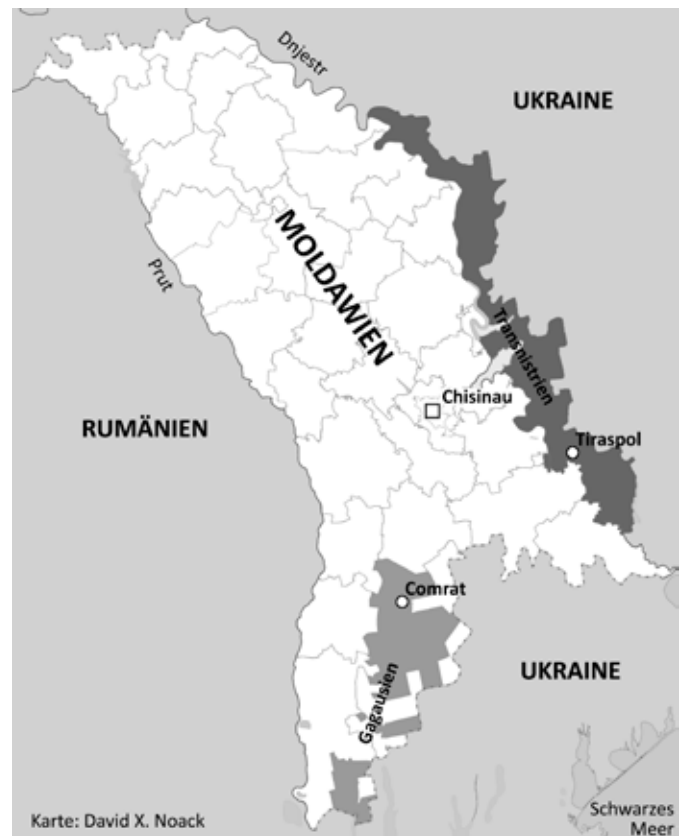 Dnjestr
UKRAINE
MOLDAWIEN
Prut
Transnistrien
Chisinau
RUMÄNIEN
Tiraspol
Comrat
UKRAINE
Gagausien
Karte: David X. Noack
Schwarzes
Meer